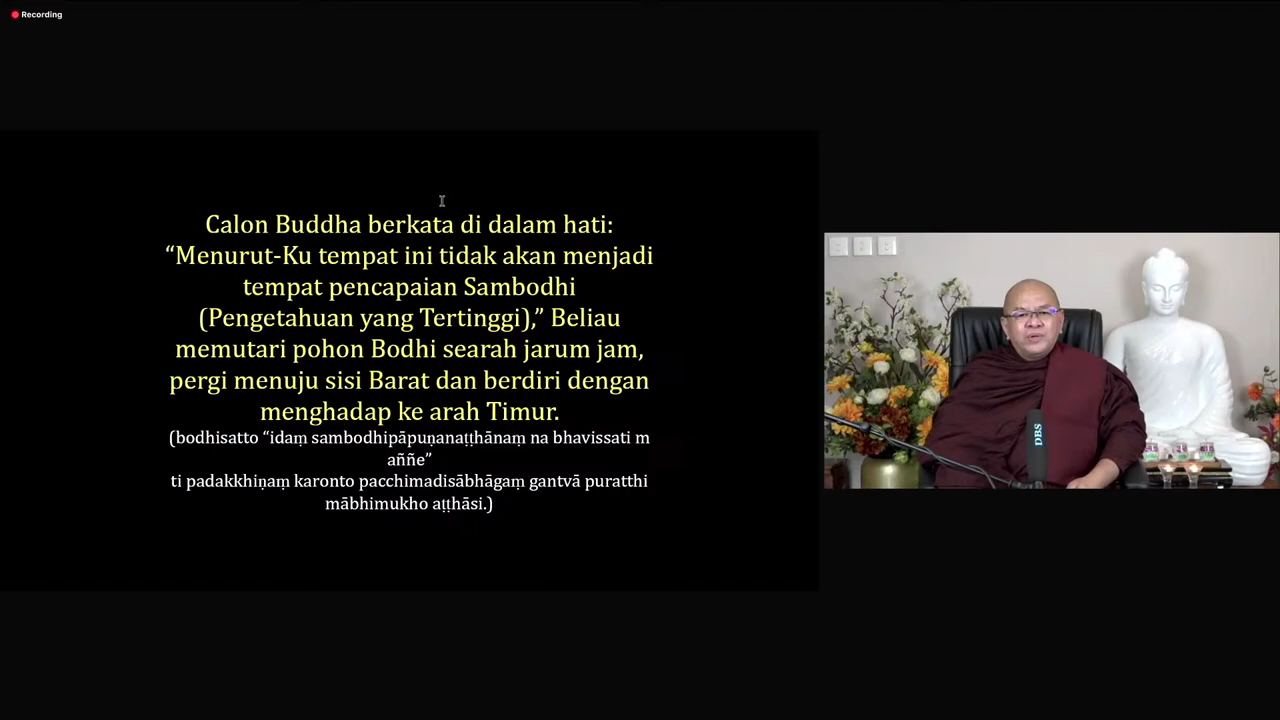 Recording
Calon Buddha berkata di dalam hati:
“Menurut-Ku tempat ini tidak akan menjadi
tempat pencapaian Sambodhi
(Pengetahuan yang Tertinggi),” Beliau
memutari pohon Bodhi searah jarum jam,
pergi menuju sisi Barat dan berdiri dengan
menghadap ke arah Timur.
(bodhisatto “idaṃ sambodhipāpuṇanaṭṭhānaṃ na bhavissati m
aññe”
ti padakkhiṇaṃ karonto pacchimadisābhāgaṃ gantvā puratthi
mābhimukho aṭṭhāsi.)
DBS